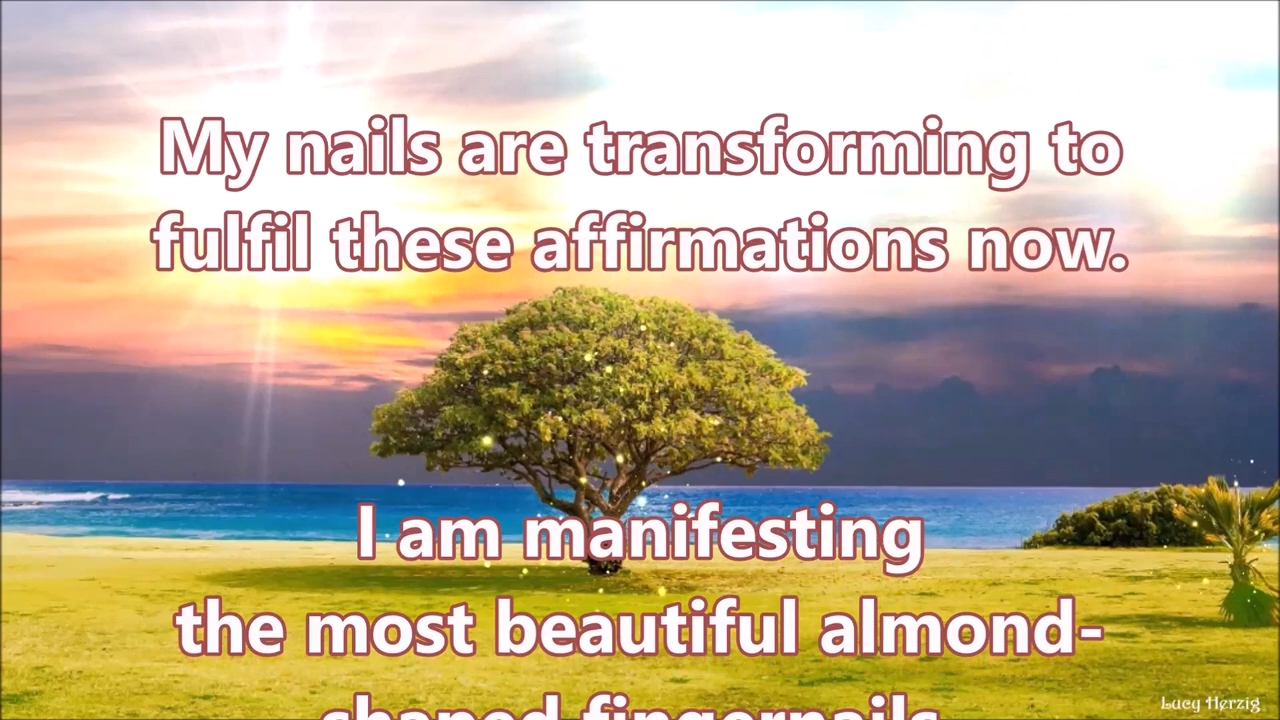 My nails are transforming to
fulfil these affirmations now.
I am manifesting
the most beautiful almond-
shaped fingernails
Lucy Herzig